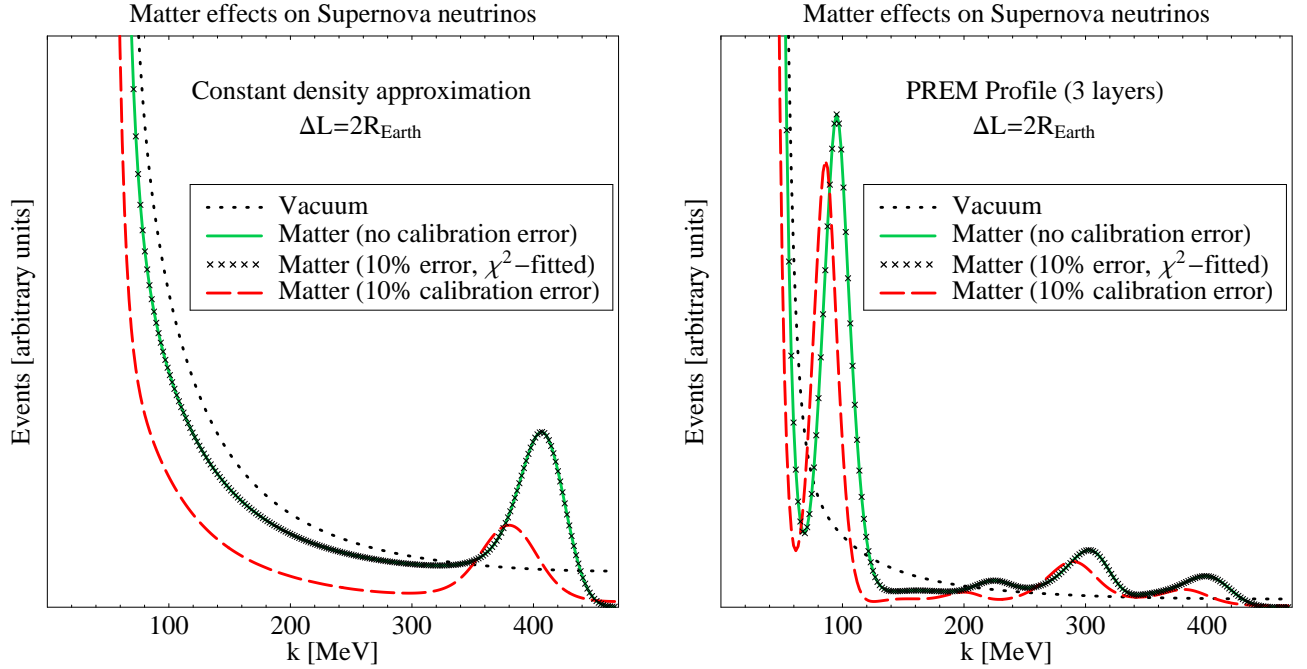 Matter effects on Supernova neutrinos
Constant density approximation
ΔL=2R_Earth
Vacuum
Matter (no calibration error)
Matter (10% error, χ²−fitted)
Matter (10% calibration error)
Events [arbitrary units]
100 200 300 400
k [MeV]
Matter effects on Supernova neutrinos
PREM Profile (3 layers)
ΔL=2R_Earth
Vacuum
Matter (no calibration error)
Matter (10% error, χ²−fitted)
Matter (10% calibration error)
Events [arbitrary units]
100 200 300 400
k [MeV]